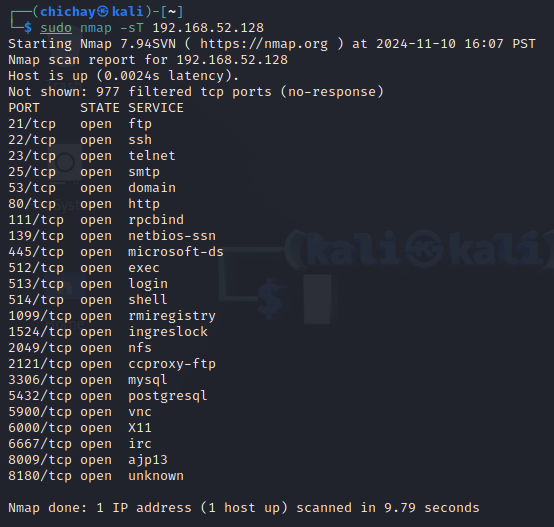 ┌──(chichay㉿kali)-[~]
└─$ sudo nmap -sT 192.168.52.128
Starting Nmap 7.94SVN ( https://nmap.org ) at 2024-11-10 16:07 PST
Nmap scan report for 192.168.52.128
Host is up (0.0024s latency).
Not shown: 977 filtered tcp ports (no-response)
PORT     STATE SERVICE
21/tcp   open  ftp
22/tcp   open  ssh
23/tcp   open  telnet
25/tcp   open  smtp
53/tcp   open  domain
80/tcp   open  http
111/tcp  open  rpcbind
139/tcp  open  netbios-ssn
445/tcp  open  microsoft-ds
512/tcp  open  exec
513/tcp  open  login
514/tcp  open  shell
1099/tcp open  rmiregistry
1524/tcp open  ingreslock
2049/tcp open  nfs
2121/tcp open  ccproxy-ftp
3306/tcp open  mysql
5432/tcp open  postgresql
5900/tcp open  vnc
6000/tcp open  X11
6667/tcp open  irc
8009/tcp open  ajp13
8180/tcp open  unknown
Nmap done: 1 IP address (1 host up) scanned in 9.79 seconds
(kali㉿kali)
$